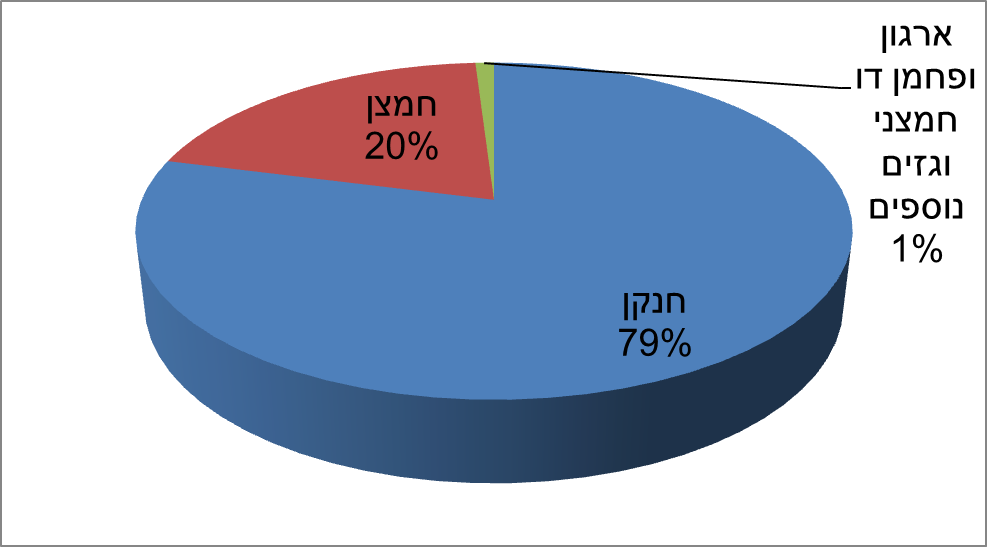 ארגון
ופחמן דו
חמצני
וגזים
נוספים
1%
חמצן
20%
חנקן
79%